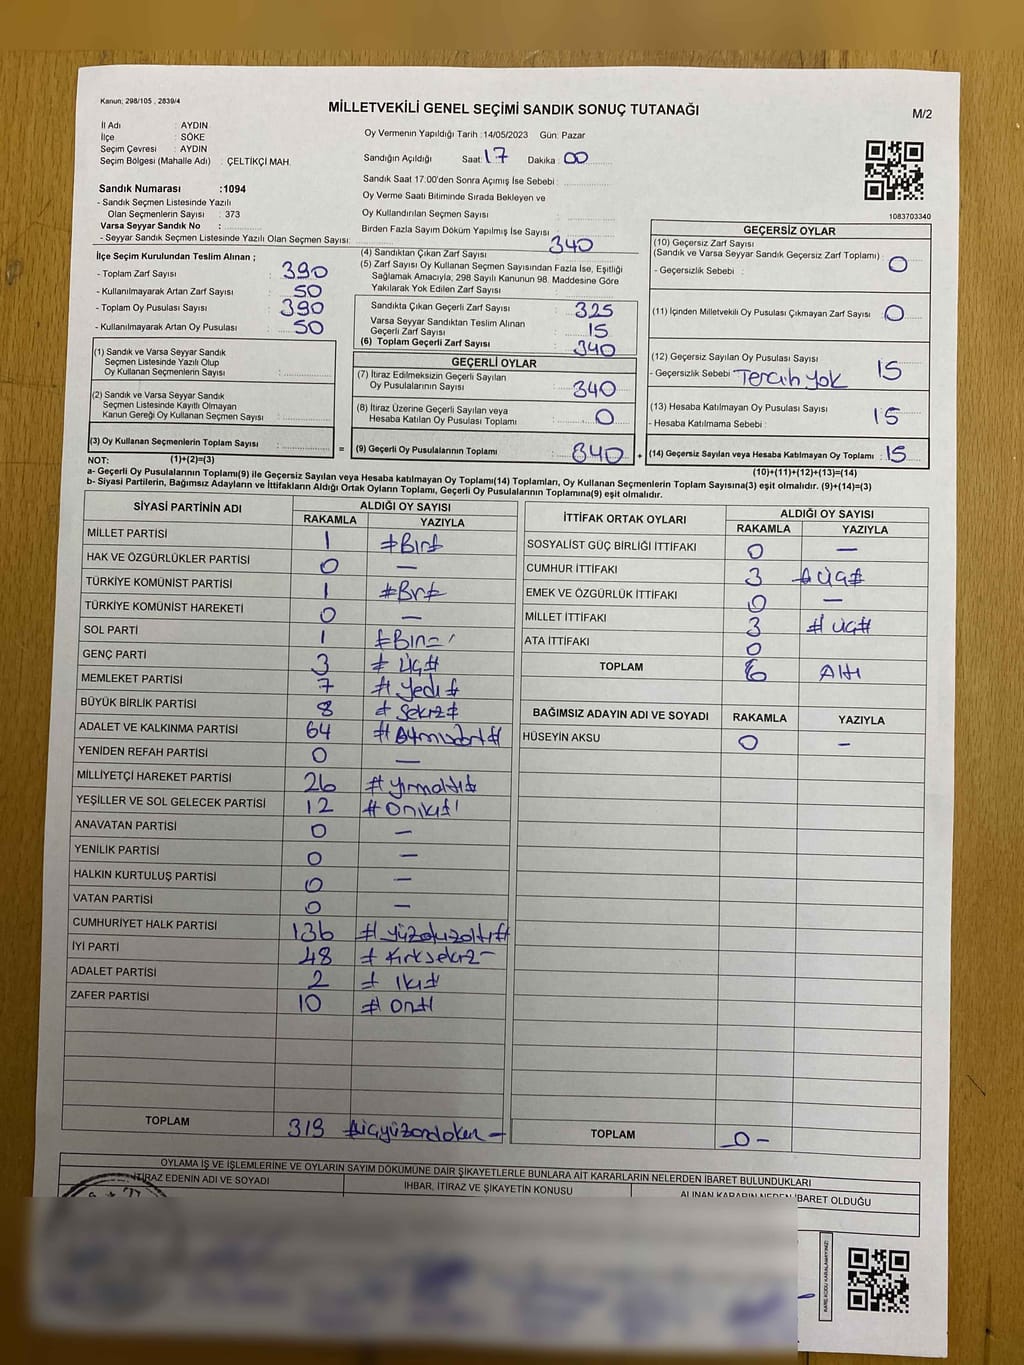 Kanun; 298/105 , 2839/4
MİLLETVEKİLİ GENEL SEÇİMİ SANDIK SONUÇ TUTANAĞI
M/2
İl Adı : AYDIN
İlçe : SÖKE
Seçim Çevresi : AYDIN
Seçim Bölgesi (Mahalle Adı) : ÇELTİKÇİ MAH.
Oy Vermenin Yapıldığı Tarih :14/05/2023 Gün: Pazar
Sandığın Açıldığı Saat: 17 Dakika : 00
Sandık Saat 17.00'den Sonra Açımış İse Sebebi :
Oy Verme Saati Bitiminde Sırada Bekleyen ve
Oy Kullandırılan Seçmen Sayısı :
Birden Fazla Sayım Döküm Yapılmış İse Sayısı :
Sandık Numarası :1094
- Sandık Seçmen Listesinde Yazılı
Olan Seçmenlerin Sayısı : 373
Varsa Seyyar Sandık No :
- Seyyar Sandık Seçmen Listesinde Yazılı Olan Seçmen Sayısı:
1083703340
İlçe Seçim Kurulundan Teslim Alınan ;
- Toplam Zarf Sayısı : 390
- Kullanılmayarak Artan Zarf Sayısı : 50
- Toplam Oy Pusulası Sayısı : 390
- Kullanılmayarak Artan Oy Pusulası : 50
(1) Sandık ve Varsa Seyyar Sandık
Seçmen Listesinde Yazılı Olup
Oy Kullanan Seçmenlerin Sayısı :
(2) Sandık ve Varsa Seyyar Sandık
Seçmen Listesinde Kayıtlı Olmayan
Kanun Gereği Oy Kullanan Seçmen Sayısı :
(3) Oy Kullanan Seçmenlerin Toplam Sayısı :
(1)+(2)=(3)
(4) Sandıktan Çıkan Zarf Sayısı : 340
(5) Zarf Sayısı Oy Kullanan Seçmen Sayısından Fazla İse, Eşitliği
Sağlamak Amacıyla; 298 Sayılı Kanunun 98. Maddesine Göre
Yakılarak Yok Edilen Zarf Sayısı :
Sandıkta Çıkan Geçerli Zarf Sayısı : 325
Varsa Seyyar Sandıktan Teslim Alınan
Geçerli Zarf Sayısı : 15
(6) Toplam Geçerli Zarf Sayısı : 340
GEÇERLİ OYLAR
(7) İtiraz Edilmeksizin Geçerli Sayılan
Oy Pusulalarının Sayısı : 340
(8) İtiraz Üzerine Geçerli Sayılan veya
Hesaba Katılan Oy Pusulası Toplamı : 0
= (9) Geçerli Oy Pusulalarının Toplamı : 340 +
GEÇERSİZ OYLAR
(10) Geçersiz Zarf Sayısı
(Sandık ve Varsa Seyyar Sandık Geçersiz Zarf Toplamı) : 0
- Geçersizlik Sebebi :
(11) İçinden Milletvekili Oy Pusulası Çıkmayan Zarf Sayısı : 0
(12) Geçersiz Sayılan Oy Pusulası Sayısı : 15
- Geçersizlik Sebebi : Tercih Yok
(13) Hesaba Katılmayan Oy Pusulası Sayısı : 15
- Hesaba Katılmama Sebebi :
(14) Geçersiz Sayılan veya Hesaba Katılmayan Oy Toplamı : 15
(10)+(11)+(12)+(13)=(14)
NOT:
a- Geçerli Oy Pusulalarının Toplamı(9) ile Geçersiz Sayılan veya Hesaba katılmayan Oy Toplamı(14) Toplamları, Oy Kullanan Seçmenlerin Toplam Sayısına(3) eşit olmalıdır. (9)+(14)=(3)
b- Siyasi Partilerin, Bağımsız Adayların ve İttifakların Aldığı Ortak Oyların Toplamı, Geçerli Oy Pusulalarının Toplamına(9) eşit olmalıdır.
SİYASİ PARTİNİN ADI ALDIĞI OY SAYISI
RAKAMLA YAZIYLA
MİLLET PARTİSİ 1 #Bir#
HAK VE ÖZGÜRLÜKLER PARTİSİ 0 —
TÜRKİYE KOMÜNİST PARTİSİ 1 #Bir#
TÜRKİYE KOMÜNİST HAREKETİ 0 —
SOL PARTİ 1 #Bir=
GENÇ PARTİ 3 #Üç#
MEMLEKET PARTİSİ 7 #Yedi#
BÜYÜK BİRLİK PARTİSİ 8 #Sekiz#
ADALET VE KALKINMA PARTİSİ 64 #Altmışdört#
YENİDEN REFAH PARTİSİ 0 —
MİLLİYETÇİ HAREKET PARTİSİ 26 #yirmialtı#
YEŞİLLER VE SOL GELECEK PARTİSİ 12 #Oniki#
ANAVATAN PARTİSİ 0 —
YENİLİK PARTİSİ 0 —
HALKIN KURTULUŞ PARTİSİ 0 —
VATAN PARTİSİ 0 —
CUMHURİYET HALK PARTİSİ 136 #yüzotuzaltı#
İYİ PARTİ 48 #Kırksekiz—
ADALET PARTİSİ 2 #İki#
ZAFER PARTİSİ 10 #On#
TOPLAM 319 #üçyüzondokuz—
İTTİFAK ORTAK OYLARI ALDIĞI OY SAYISI
RAKAMLA YAZIYLA
SOSYALİST GÜÇ BİRLİĞİ İTTİFAKI 0 —
CUMHUR İTTİFAKI 3 #Üç#
EMEK VE ÖZGÜRLÜK İTTİFAKI 0 —
MİLLET İTTİFAKI 3 #Üç#
ATA İTTİFAKI 0
TOPLAM 6 Altı
BAĞIMSIZ ADAYIN ADI VE SOYADI RAKAMLA YAZIYLA
HÜSEYİN AKSU 0 —
TOPLAM 0 —
OYLAMA İŞ VE İŞLEMLERİNE VE OYLARIN SAYIM DÖKÜMÜNE DAİR ŞİKAYETLERLE BUNLARA AİT KARARLARIN NELERDEN İBARET BULUNDUKLARI
İTİRAZ EDENİN ADI VE SOYADI İHBAR, İTİRAZ VE ŞİKAYETİN KONUSU ALINAN KARARIN NEDEN İBARET OLDUĞU
KARE KODU KARALAMAYINIZ!